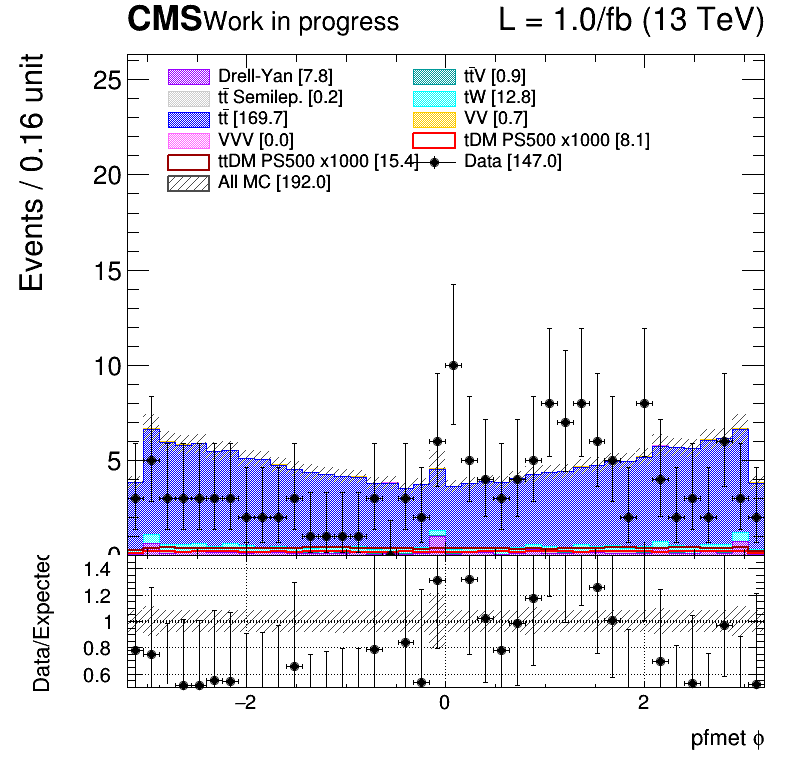 CMS Work in progress L = 1.0/fb (13 TeV)
Events / 0.16 unit
25
20
15
10
5
0
Drell-Yan [7.8]
tt̄V [0.9]
tt̄ Semilep. [0.2]
tW [12.8]
tt̄ [169.7]
VV [0.7]
VVV [0.0]
tDM PS500 x1000 [8.1]
ttDM PS500 x1000 [15.4]
Data [147.0]
All MC [192.0]
Data/Expected
1.4
1.2
1
0.8
0.6
−2 0 2
pfmet ϕ